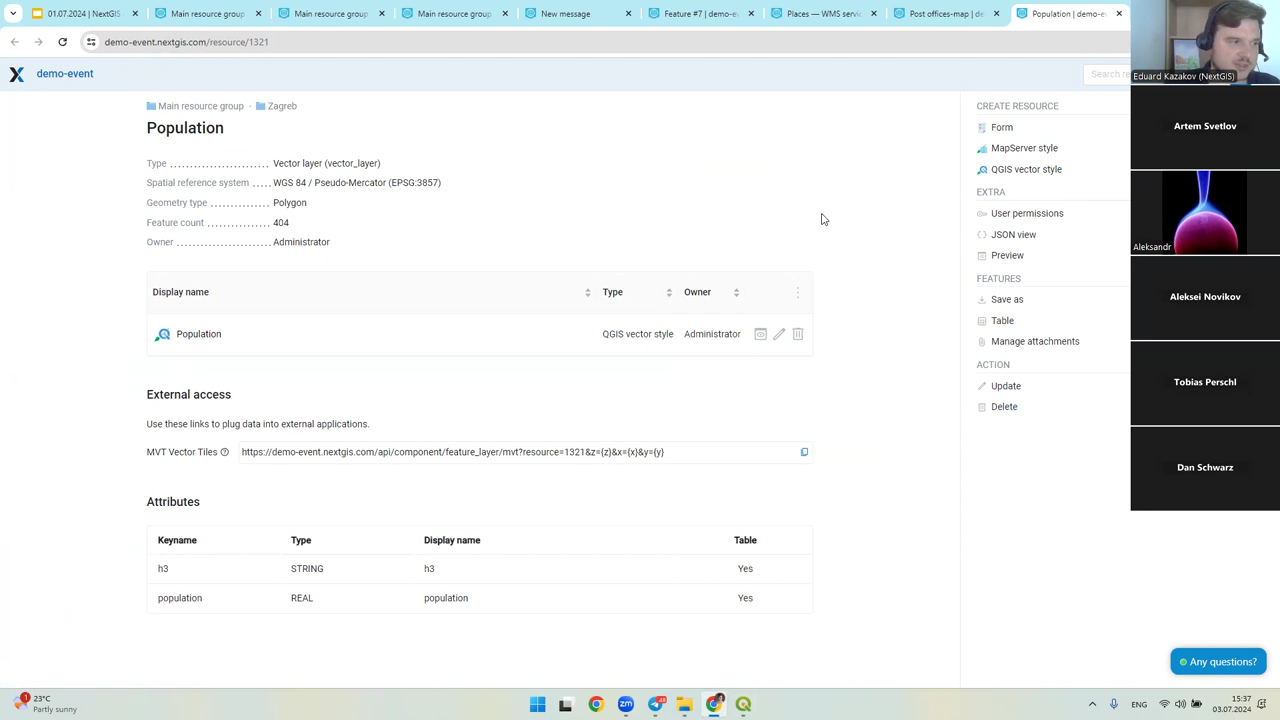 01.07.2024 | NextGIS
Main resource group
Main resource group
Main resource group
New message
Feature #7 | demo-e
Places — WMS servic
Post offices-map | de
Population | demo-e
demo-event.nextgis.com/resource/1321
demo-event
Search re
Main resource group
Zagreb
Population
Type
Vector layer (vector_layer)
Spatial reference system
WGS 84 / Pseudo-Mercator (EPSG:3857)
Geometry type
Polygon
Feature count
404
Owner
Administrator
Display name
Type
Owner
Population
QGIS vector style
Administrator
External access
Use these links to plug data into external applications.
MVT Vector Tiles
https://demo-event.nextgis.com/api/component/feature_layer/mvt?resource=1321&z={z}&x={x}&y={y}
Attributes
Keyname Type Display name Table
h3 STRING h3 Yes
population REAL population Yes
CREATE RESOURCE
Form
MapServer style
QGIS vector style
EXTRA
User permissions
JSON view
Preview
FEATURES
Save as
Table
Manage attachments
ACTION
Update
Delete
Eduard Kazakov (NextGIS)
Artem Svetlov
Aleksandr
Aleksei Novikov
Tobias Perschl
Dan Schwarz
Any questions?
1
23°C
Partly sunny
ENG
15:37
03.07.2024